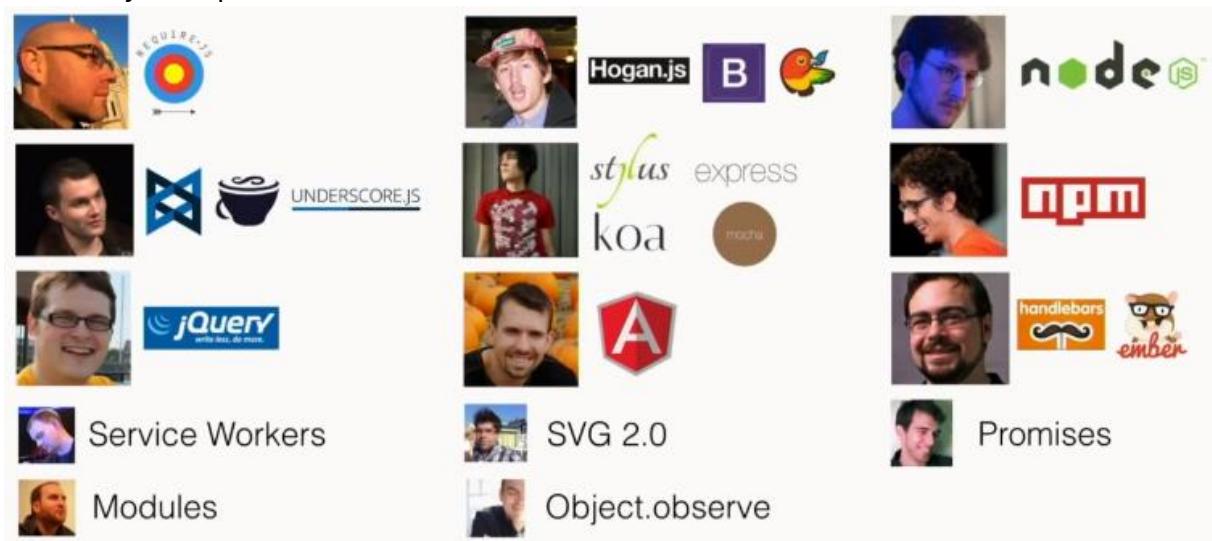 REQUIRE-JS
Hogan.js
B
node
JS
UNDERSCORE.JS
stylus
express
koa
mocha
npm
jQuery
write less, do more.
A
handlebars
ember
Service Workers
SVG 2.0
Promises
Modules
Object.observe